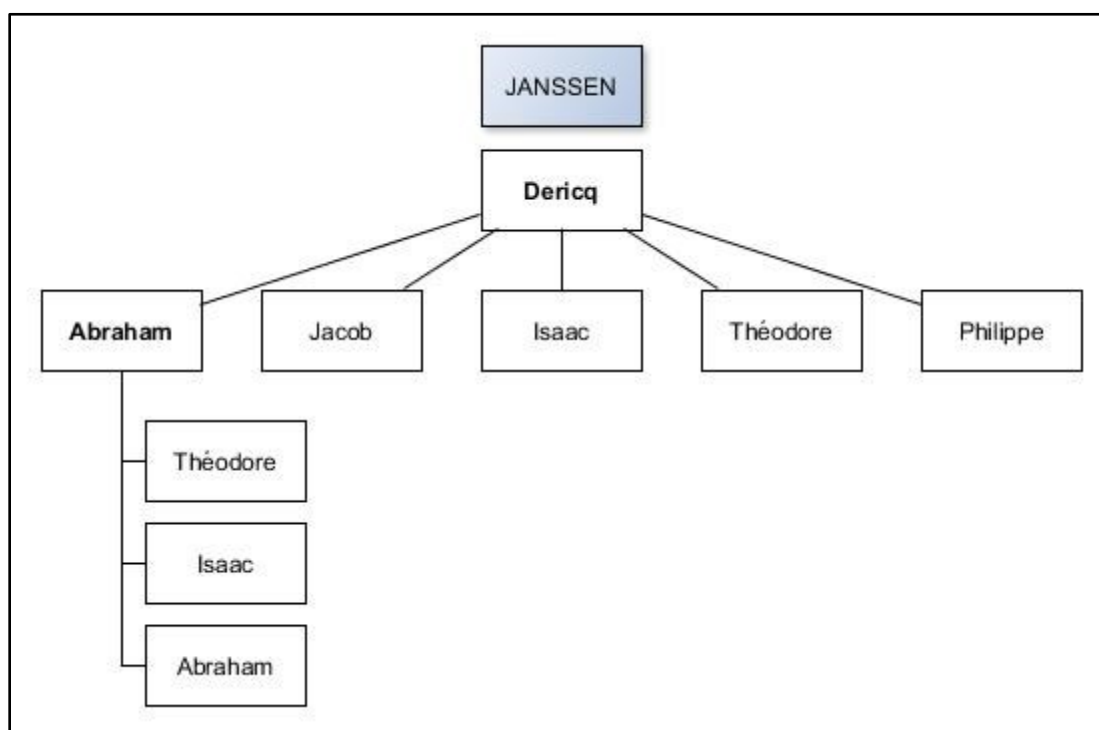 JANSSEN
Dericq
Abraham
Jacob
Isaac
Théodore
Philippe
Théodore
Isaac
Abraham